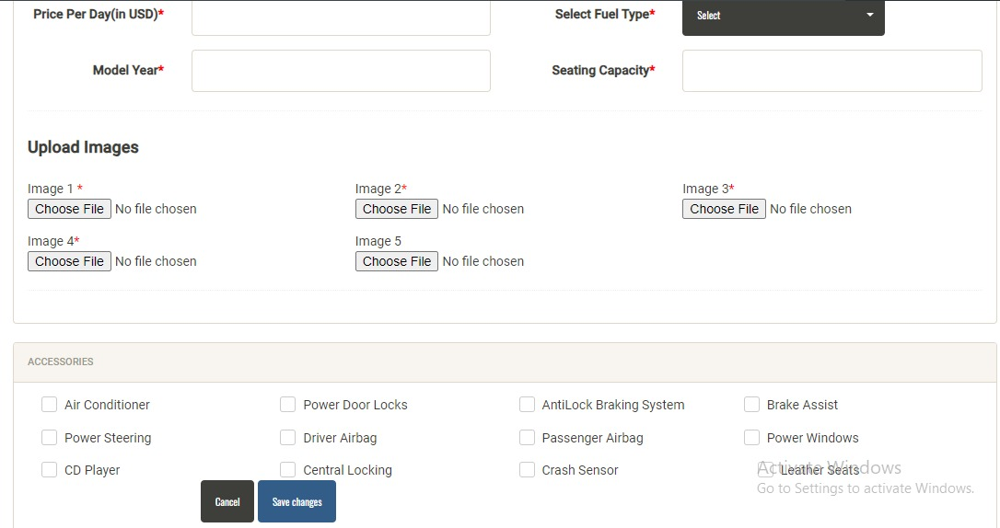 Price Per Day(in USD)* Select Fuel Type* Select
Model Year* Seating Capacity*
Upload Images
Image 1 * Image 2* Image 3*
Choose File No file chosen Choose File No file chosen Choose File No file chosen
Image 4* Image 5
Choose File No file chosen Choose File No file chosen
ACCESSORIES
Air Conditioner Power Door Locks AntiLock Braking System Brake Assist
Power Steering Driver Airbag Passenger Airbag Power Windows
CD Player Central Locking Crash Sensor Leather Seats
Activate Windows
Go to Settings to activate Windows.
Cancel Save changes